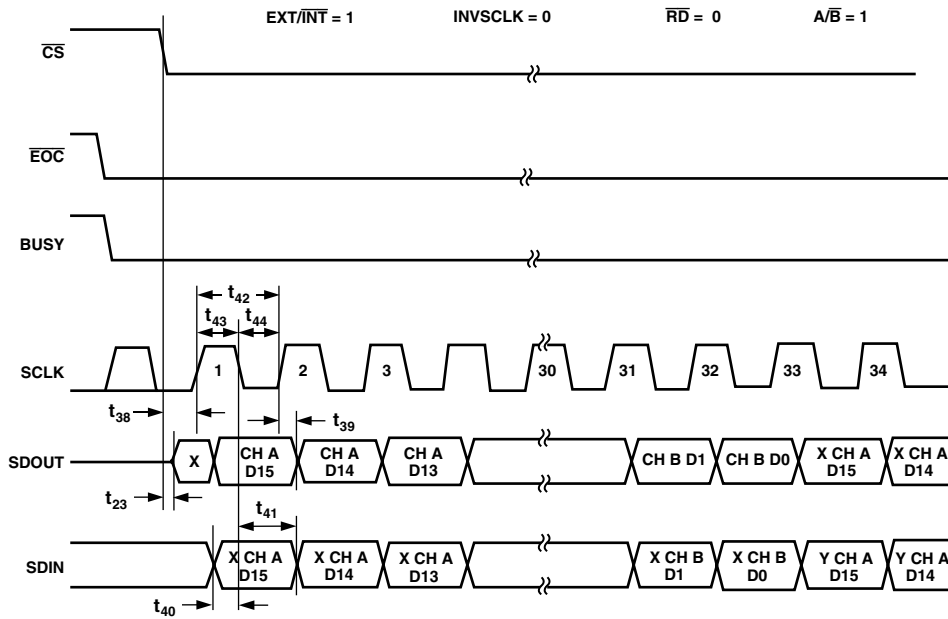 EXT/INT = 1 INVSCLK = 0 RD = 0 A/B = 1
CS
EOC
BUSY
t42
t43 t44
SCLK 1 2 3 30 31 32 33 34
t38 t39
SDOUT X CH A D15 CH A D14 CH A D13 CH B D1 CH B D0 X CH A D15 X CH A D14
t23 t41
SDIN X CH A D15 X CH A D14 X CH A D13 X CH B D1 X CH B D0 Y CH A D15 Y CH A D14
t40